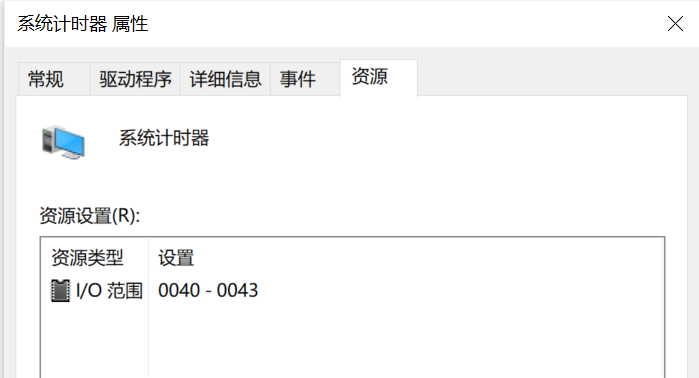 系统计时器 属性
常规 驱动程序 详细信息 事件 资源
系统计时器
资源设置(R):
资源类型 设置
I/O 范围 0040 - 0043